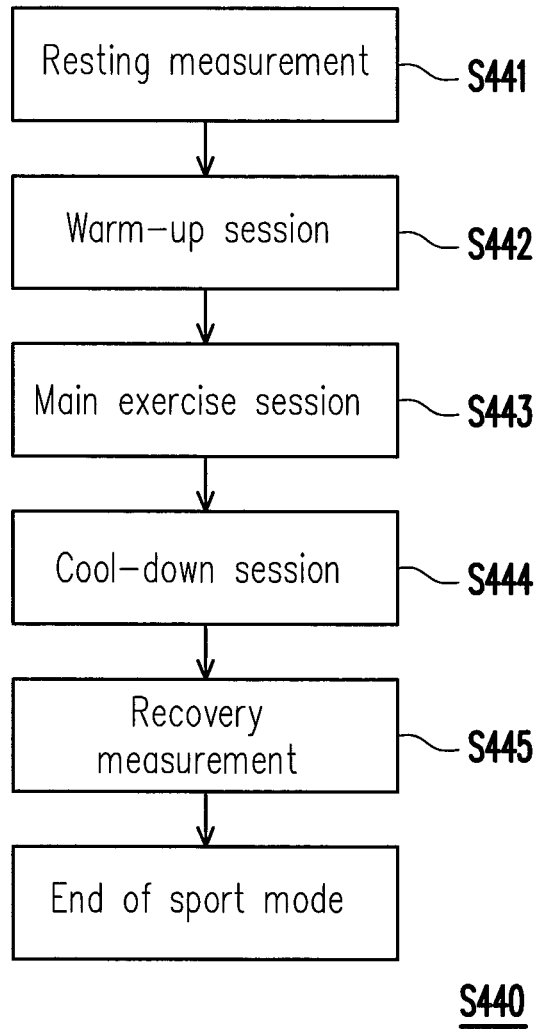 Resting measurement
S441
Warm-up session
S442
Main exercise session
S443
Cool-down session
S444
Recovery
measurement
S445
End of sport mode
S440